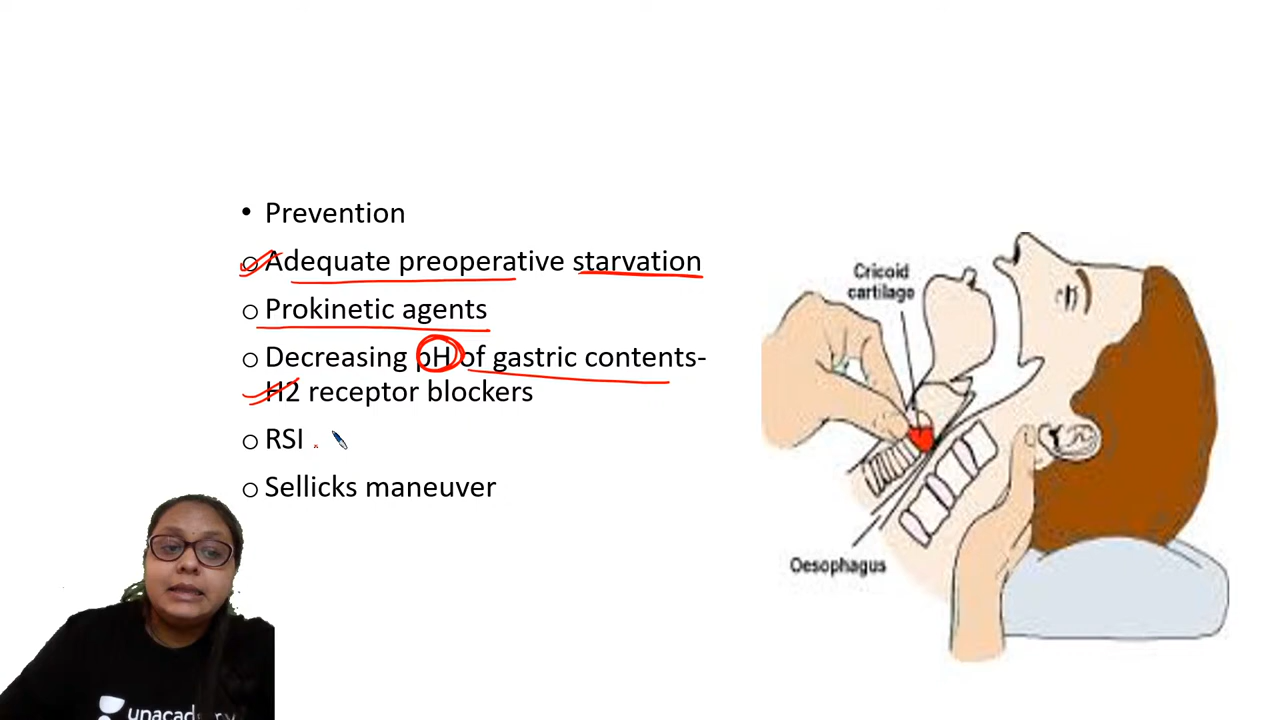 • Prevention
o Adequate preoperative starvation
o Prokinetic agents
o Decreasing pH of gastric contents-
H2 receptor blockers
o RSI
o Sellicks maneuver
Cricoid
cartilage
Oesophagus
unacademy